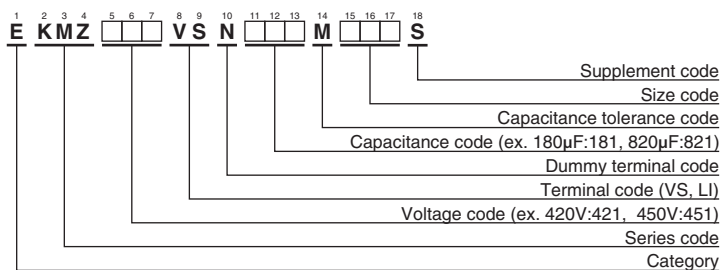 1 2 3 4 5 6 7 8 9 10 11 12 13 14 15 16 17 18
E KMZ □□□ VS N □□□ M □□□ S
Supplement code
Size code
Capacitance tolerance code
Capacitance code (ex. 180µF:181, 820µF:821)
Dummy terminal code
Terminal code (VS, LI)
Voltage code (ex. 420V:421, 450V:451)
Series code
Category